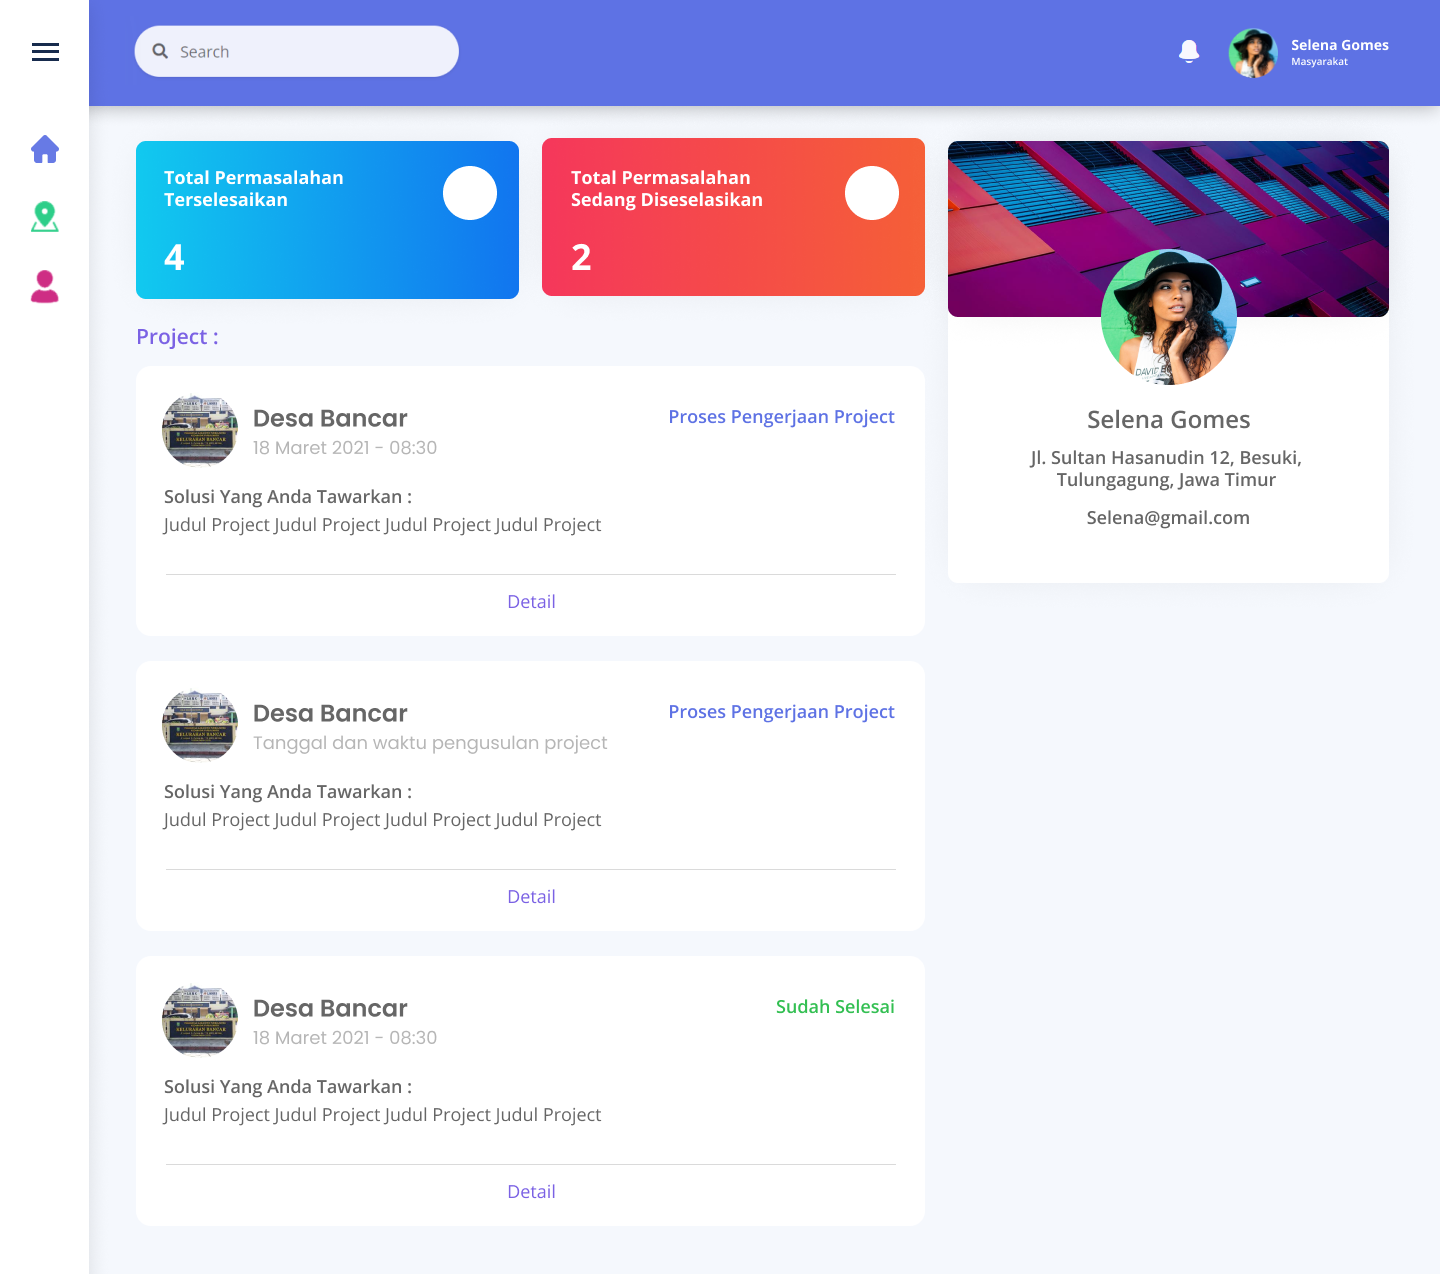 Search
Selena Gomes
Masyarakat
Total Permasalahan
Terselesaikan
4
Total Permasalahan
Sedang Diseselasikan
2
Project :
Desa Bancar
18 Maret 2021 - 08:30
Proses Pengerjaan Project
Solusi Yang Anda Tawarkan :
Judul Project Judul Project Judul Project Judul Project
Detail
Desa Bancar
Tanggal dan waktu pengusulan project
Proses Pengerjaan Project
Solusi Yang Anda Tawarkan :
Judul Project Judul Project Judul Project Judul Project
Detail
Desa Bancar
18 Maret 2021 - 08:30
Sudah Selesai
Solusi Yang Anda Tawarkan :
Judul Project Judul Project Judul Project Judul Project
Detail
DAVID BO
Selena Gomes
Jl. Sultan Hasanudin 12, Besuki,
Tulungagung, Jawa Timur
Selena@gmail.com